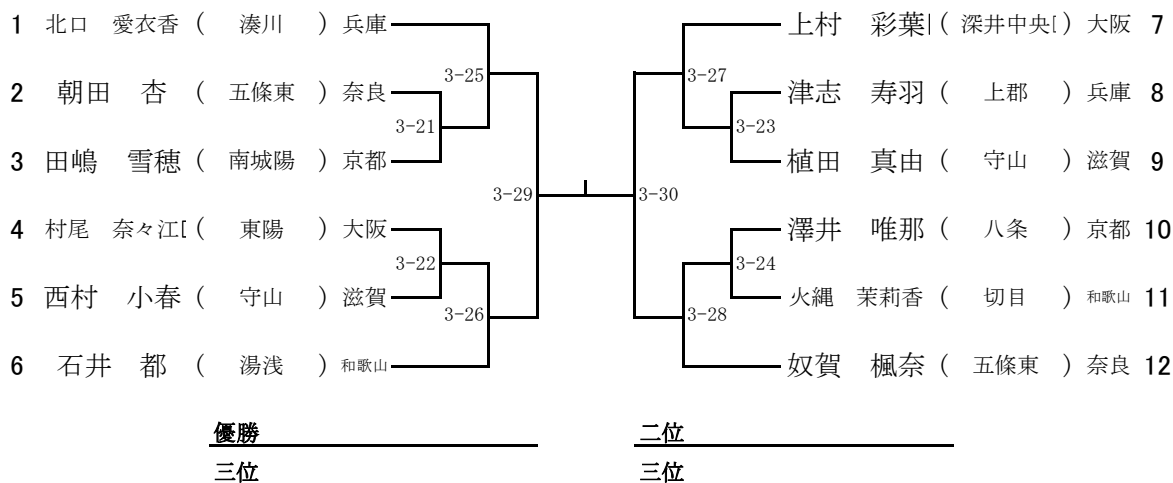 1 北口 愛衣香 ( 湊川 ) 兵庫
2 朝田 杏 ( 五條東 ) 奈良
3 田嶋 雪穂 ( 南城陽 ) 京都
4 村尾 奈々江 ( 東陽 ) 大阪
5 西村 小春 ( 守山 ) 滋賀
6 石井 都 ( 湯浅 ) 和歌山
3-25
3-21
3-29
3-22
3-26
上村 彩葉 ( 深井中央 ) 大阪 7
津志 寿羽 ( 上郡 ) 兵庫 8
植田 真由 ( 守山 ) 滋賀 9
澤井 唯那 ( 八条 ) 京都 10
火縄 茉莉香 ( 切目 ) 和歌山 11
奴賀 楓奈 ( 五條東 ) 奈良 12
3-27
3-23
3-30
3-24
3-28
優勝
二位
三位
三位